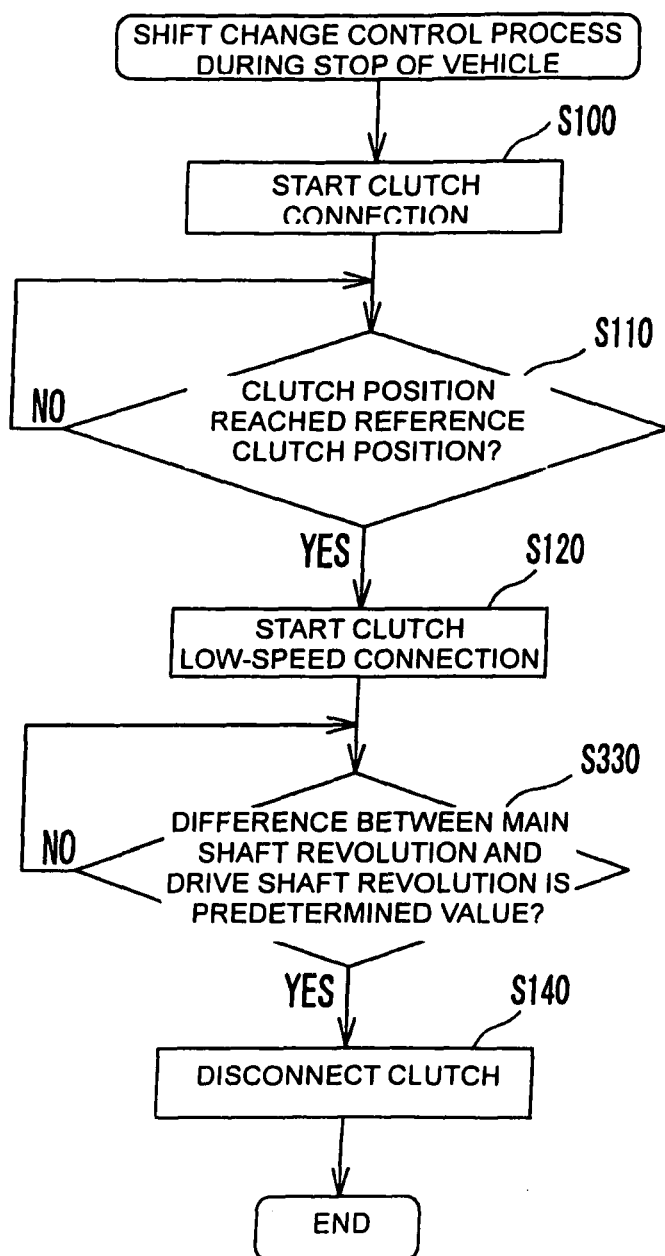 SHIFT CHANGE CONTROL PROCESS
DURING STOP OF VEHICLE
S100
START CLUTCH
CONNECTION
S110
CLUTCH POSITION
REACHED REFERENCE
CLUTCH POSITION?
NO
YES
S120
START CLUTCH
LOW-SPEED CONNECTION
S330
DIFFERENCE BETWEEN MAIN
SHAFT REVOLUTION AND
DRIVE SHAFT REVOLUTION IS
PREDETERMINED VALUE?
NO
YES
S140
DISCONNECT CLUTCH
END